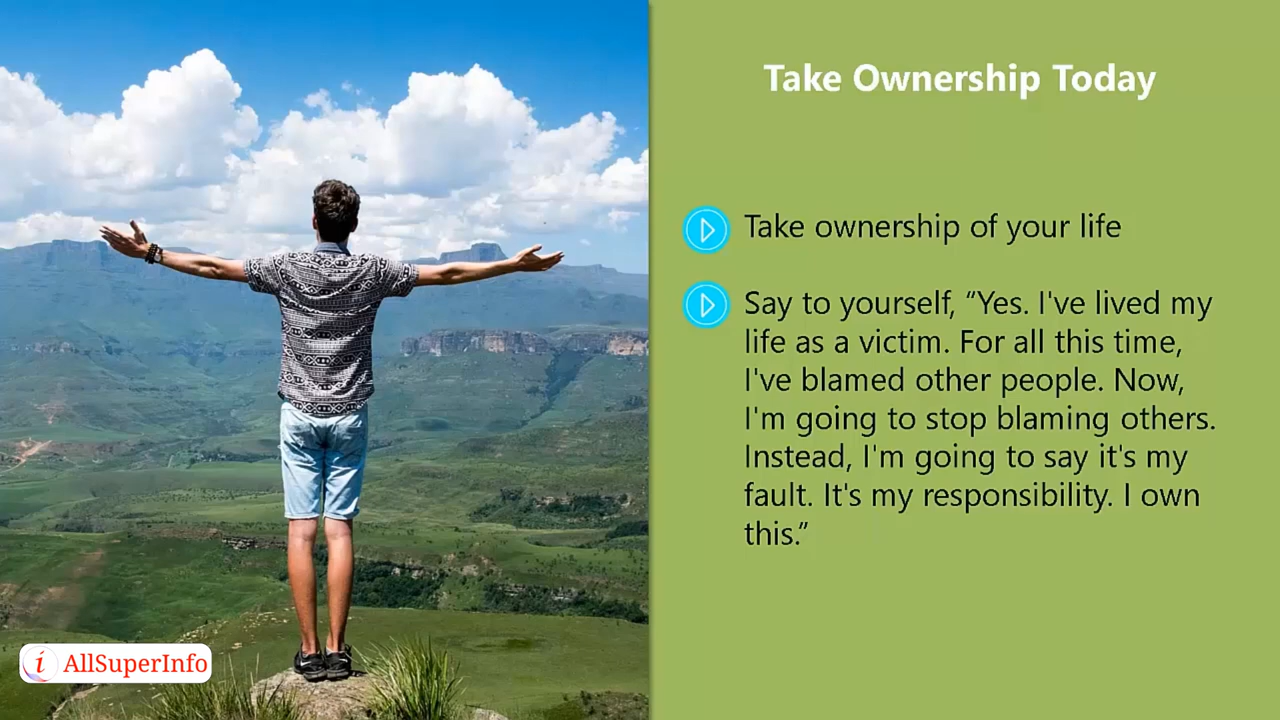 Take Ownership Today
Take ownership of your life
Say to yourself, “Yes. I've lived my
life as a victim. For all this time,
I've blamed other people. Now,
I'm going to stop blaming others.
Instead, I'm going to say it's my
fault. It's my responsibility. I own
this.”
i AllSuperInfo